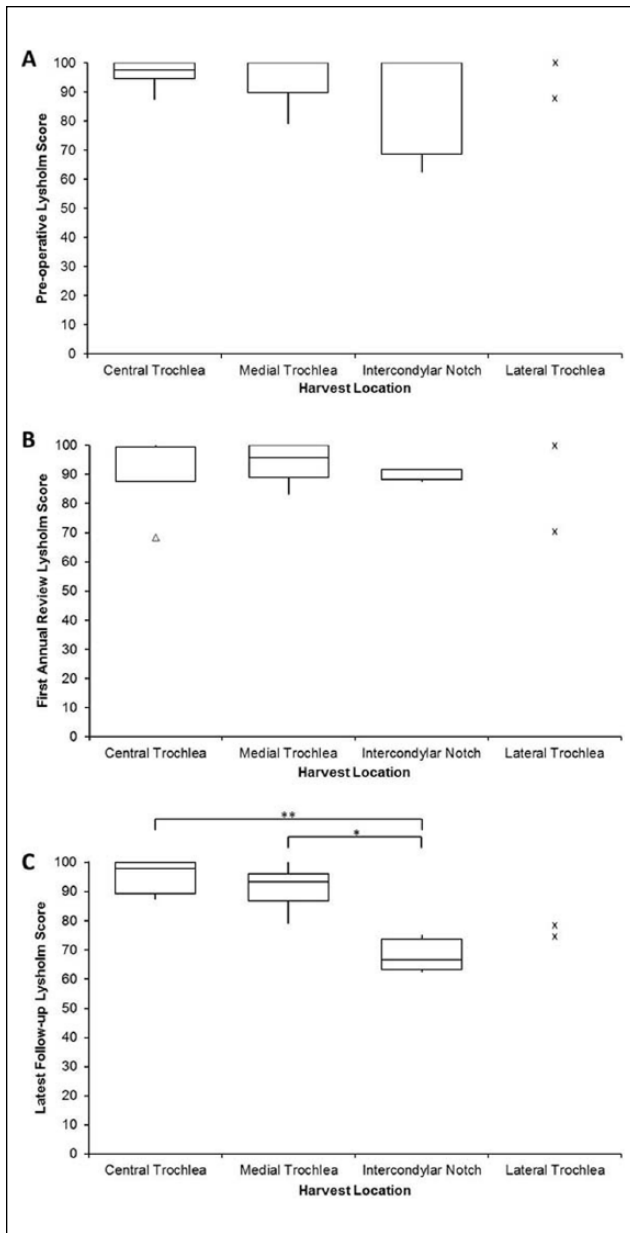 A
Pre-operative Lysholm Score
100
90
80
70
60
50
40
30
20
10
0
Central Trochlea Medial Trochlea Intercondylar Notch Lateral Trochlea
Harvest Location
x
x
B
First Annual Review Lysholm Score
100
90
80
70
60
50
40
30
20
10
0
Central Trochlea Medial Trochlea Intercondylar Notch Lateral Trochlea
Harvest Location
x
x
**
*
C
Latest Follow-up Lysholm Score
100
90
80
70
60
50
40
30
20
10
0
Central Trochlea Medial Trochlea Intercondylar Notch Lateral Trochlea
Harvest Location
x
x